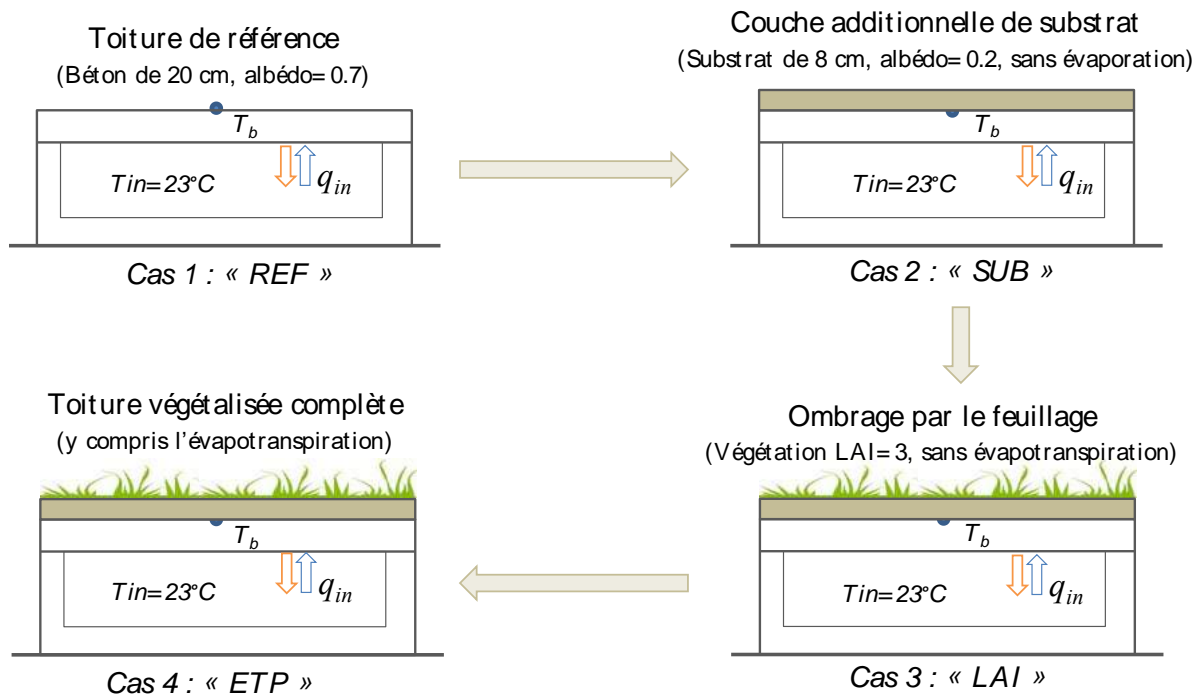 Toiture de référence
(Béton de 20 cm, albédo= 0.7)
T_b
Tin=23°C
q_in
Cas 1 : « REF »
Couche additionnelle de substrat
(Substrat de 8 cm, albédo= 0.2, sans évaporation)
T_b
Tin=23°C
q_in
Cas 2 : « SUB »
Ombrage par le feuillage
(Végétation LAI= 3, sans évapotranspiration)
T_b
Tin=23°C
q_in
Cas 3 : « LAI »
Toiture végétalisée complète
(y compris l'évapotranspiration)
T_b
Tin=23°C
q_in
Cas 4 : « ETP »